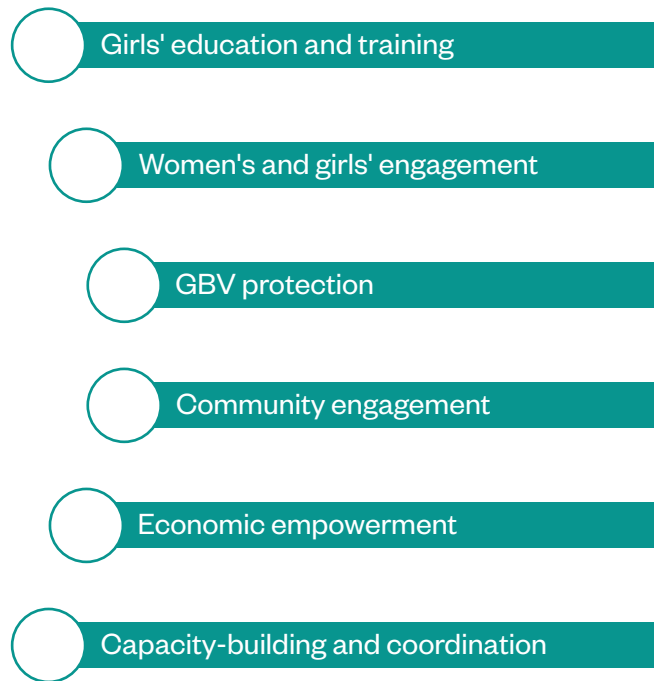 Girls' education and training
Women's and girls' engagement
GBV protection
Community engagement
Economic empowerment
Capacity-building and coordination